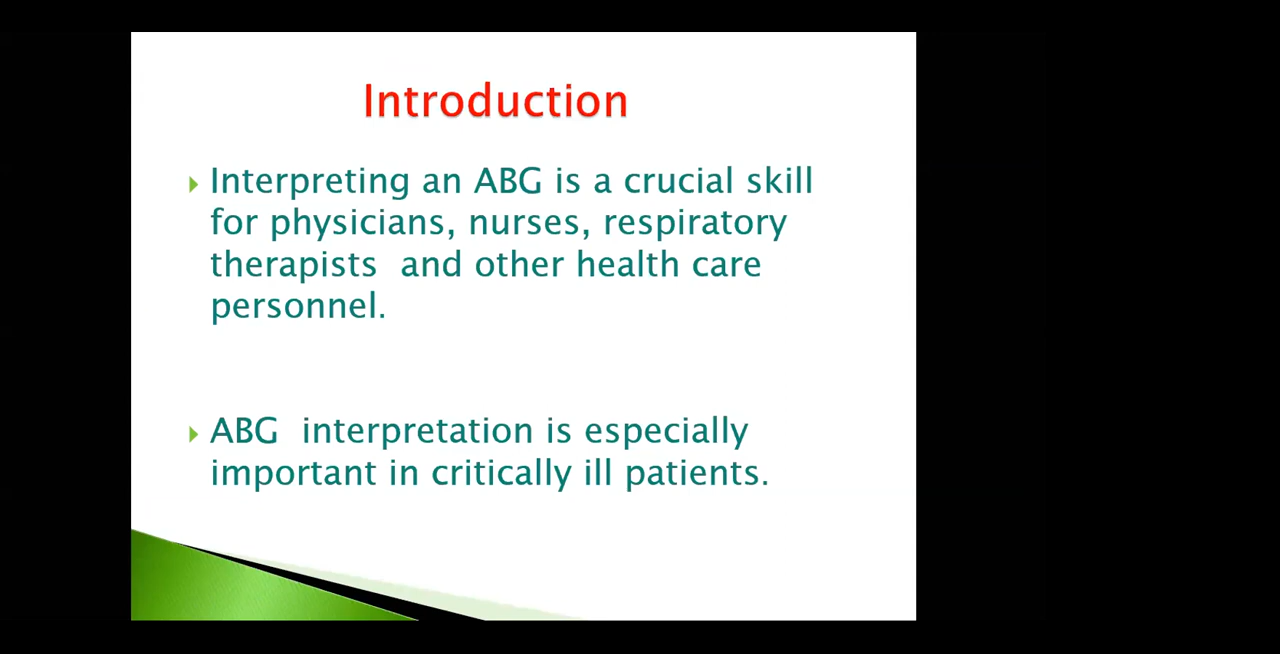 Introduction
Interpreting an ABG is a crucial skill
for physicians, nurses, respiratory
therapists  and other health care
personnel.
ABG  interpretation is especially
important in critically ill patients.